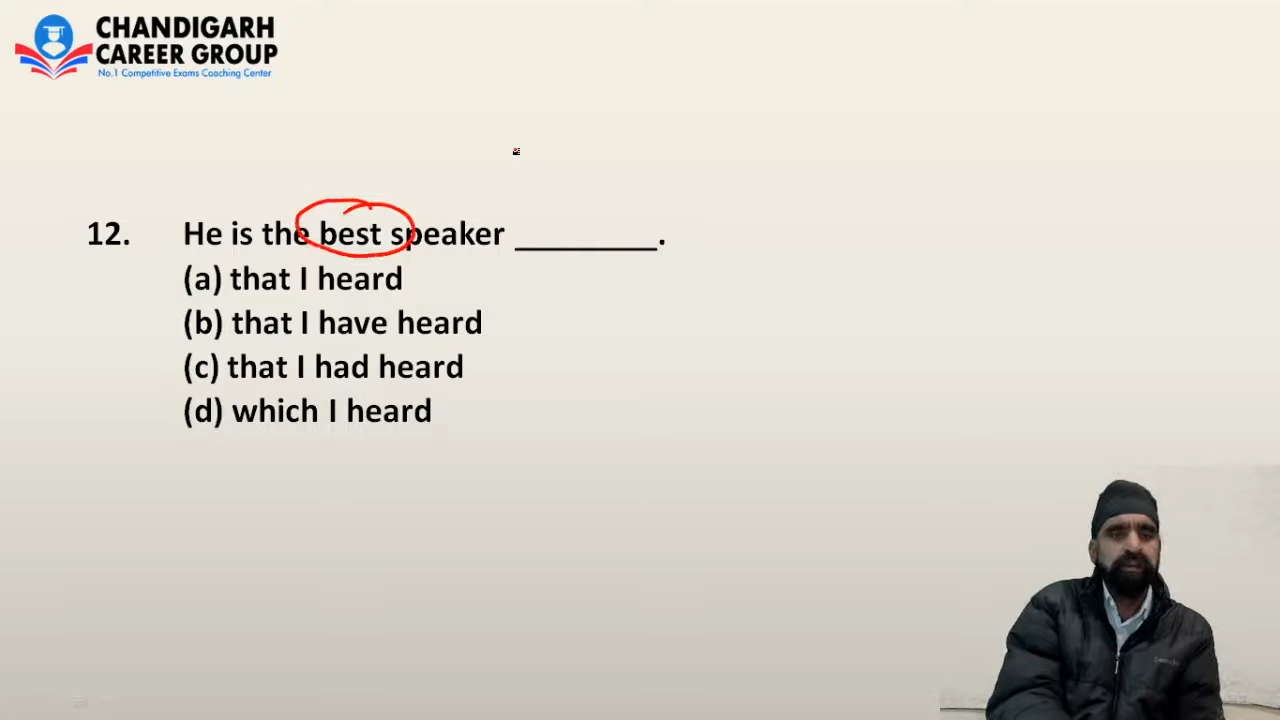 CHANDIGARH
CAREER GROUP
No.1 Competitive Exams Coaching Center
12. He is the best speaker ________.
(a) that I heard
(b) that I have heard
(c) that I had heard
(d) which I heard